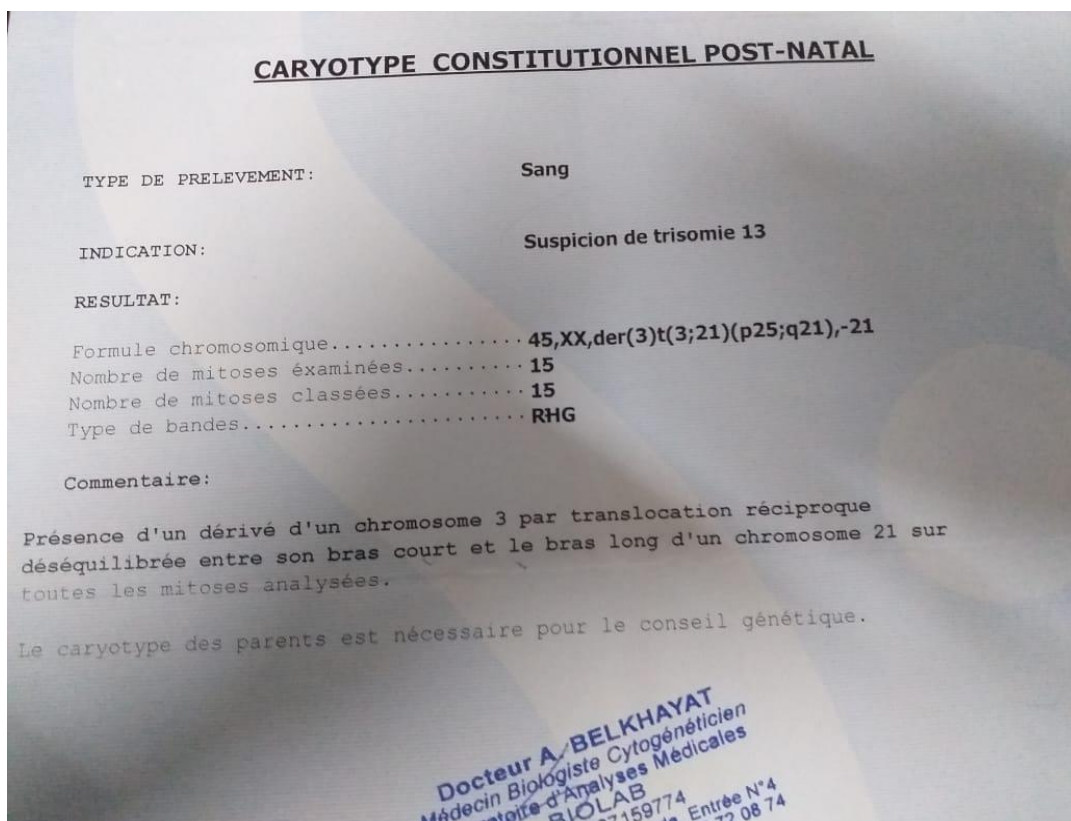 CARYOTYPE CONSTITUTIONNEL POST-NATAL
TYPE DE PRELEVEMENT: Sang
INDICATION: Suspicion de trisomie 13
RESULTAT:
Formule chromosomique................ 45,XX,der(3)t(3;21)(p25;q21),-21
Nombre de mitoses éxaminées.......... 15
Nombre de mitoses classées........... 15
Type de bandes....................... RHG
Commentaire:
Présence d'un dérivé d'un chromosome 3 par translocation réciproque
déséquilibrée entre son bras court et le bras long d'un chromosome 21 sur
toutes les mitoses analysées.
Le caryotype des parents est nécessaire pour le conseil génétique.
Docteur A. BELKHAYAT
Médecin Biologiste Cytogénéticien
d'Analyses Médicales
BIOLAB
Entrée N°4